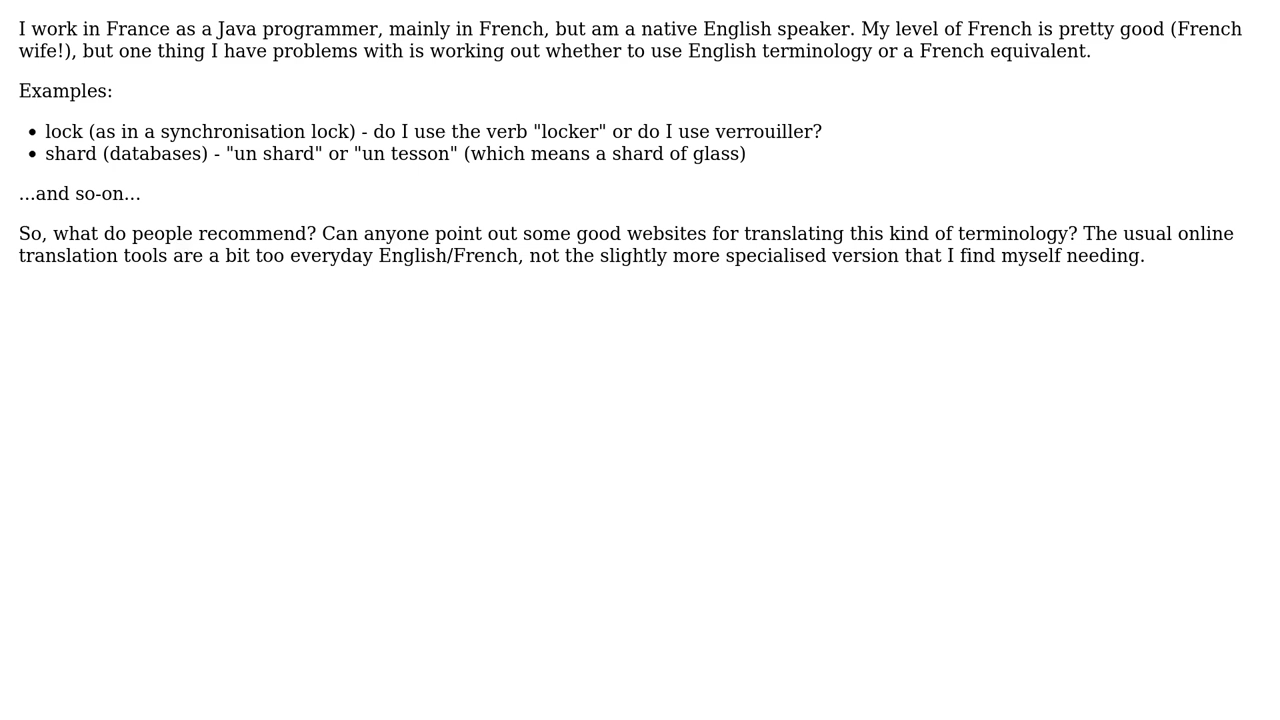 I work in France as a Java programmer, mainly in French, but am a native English speaker. My level of French is pretty good (French
wife!), but one thing I have problems with is working out whether to use English terminology or a French equivalent.
Examples:
• lock (as in a synchronisation lock) - do I use the verb "locker" or do I use verrouiller?
• shard (databases) - "un shard" or "un tesson" (which means a shard of glass)
...and so-on...
So, what do people recommend? Can anyone point out some good websites for translating this kind of terminology? The usual online
translation tools are a bit too everyday English/French, not the slightly more specialised version that I find myself needing.